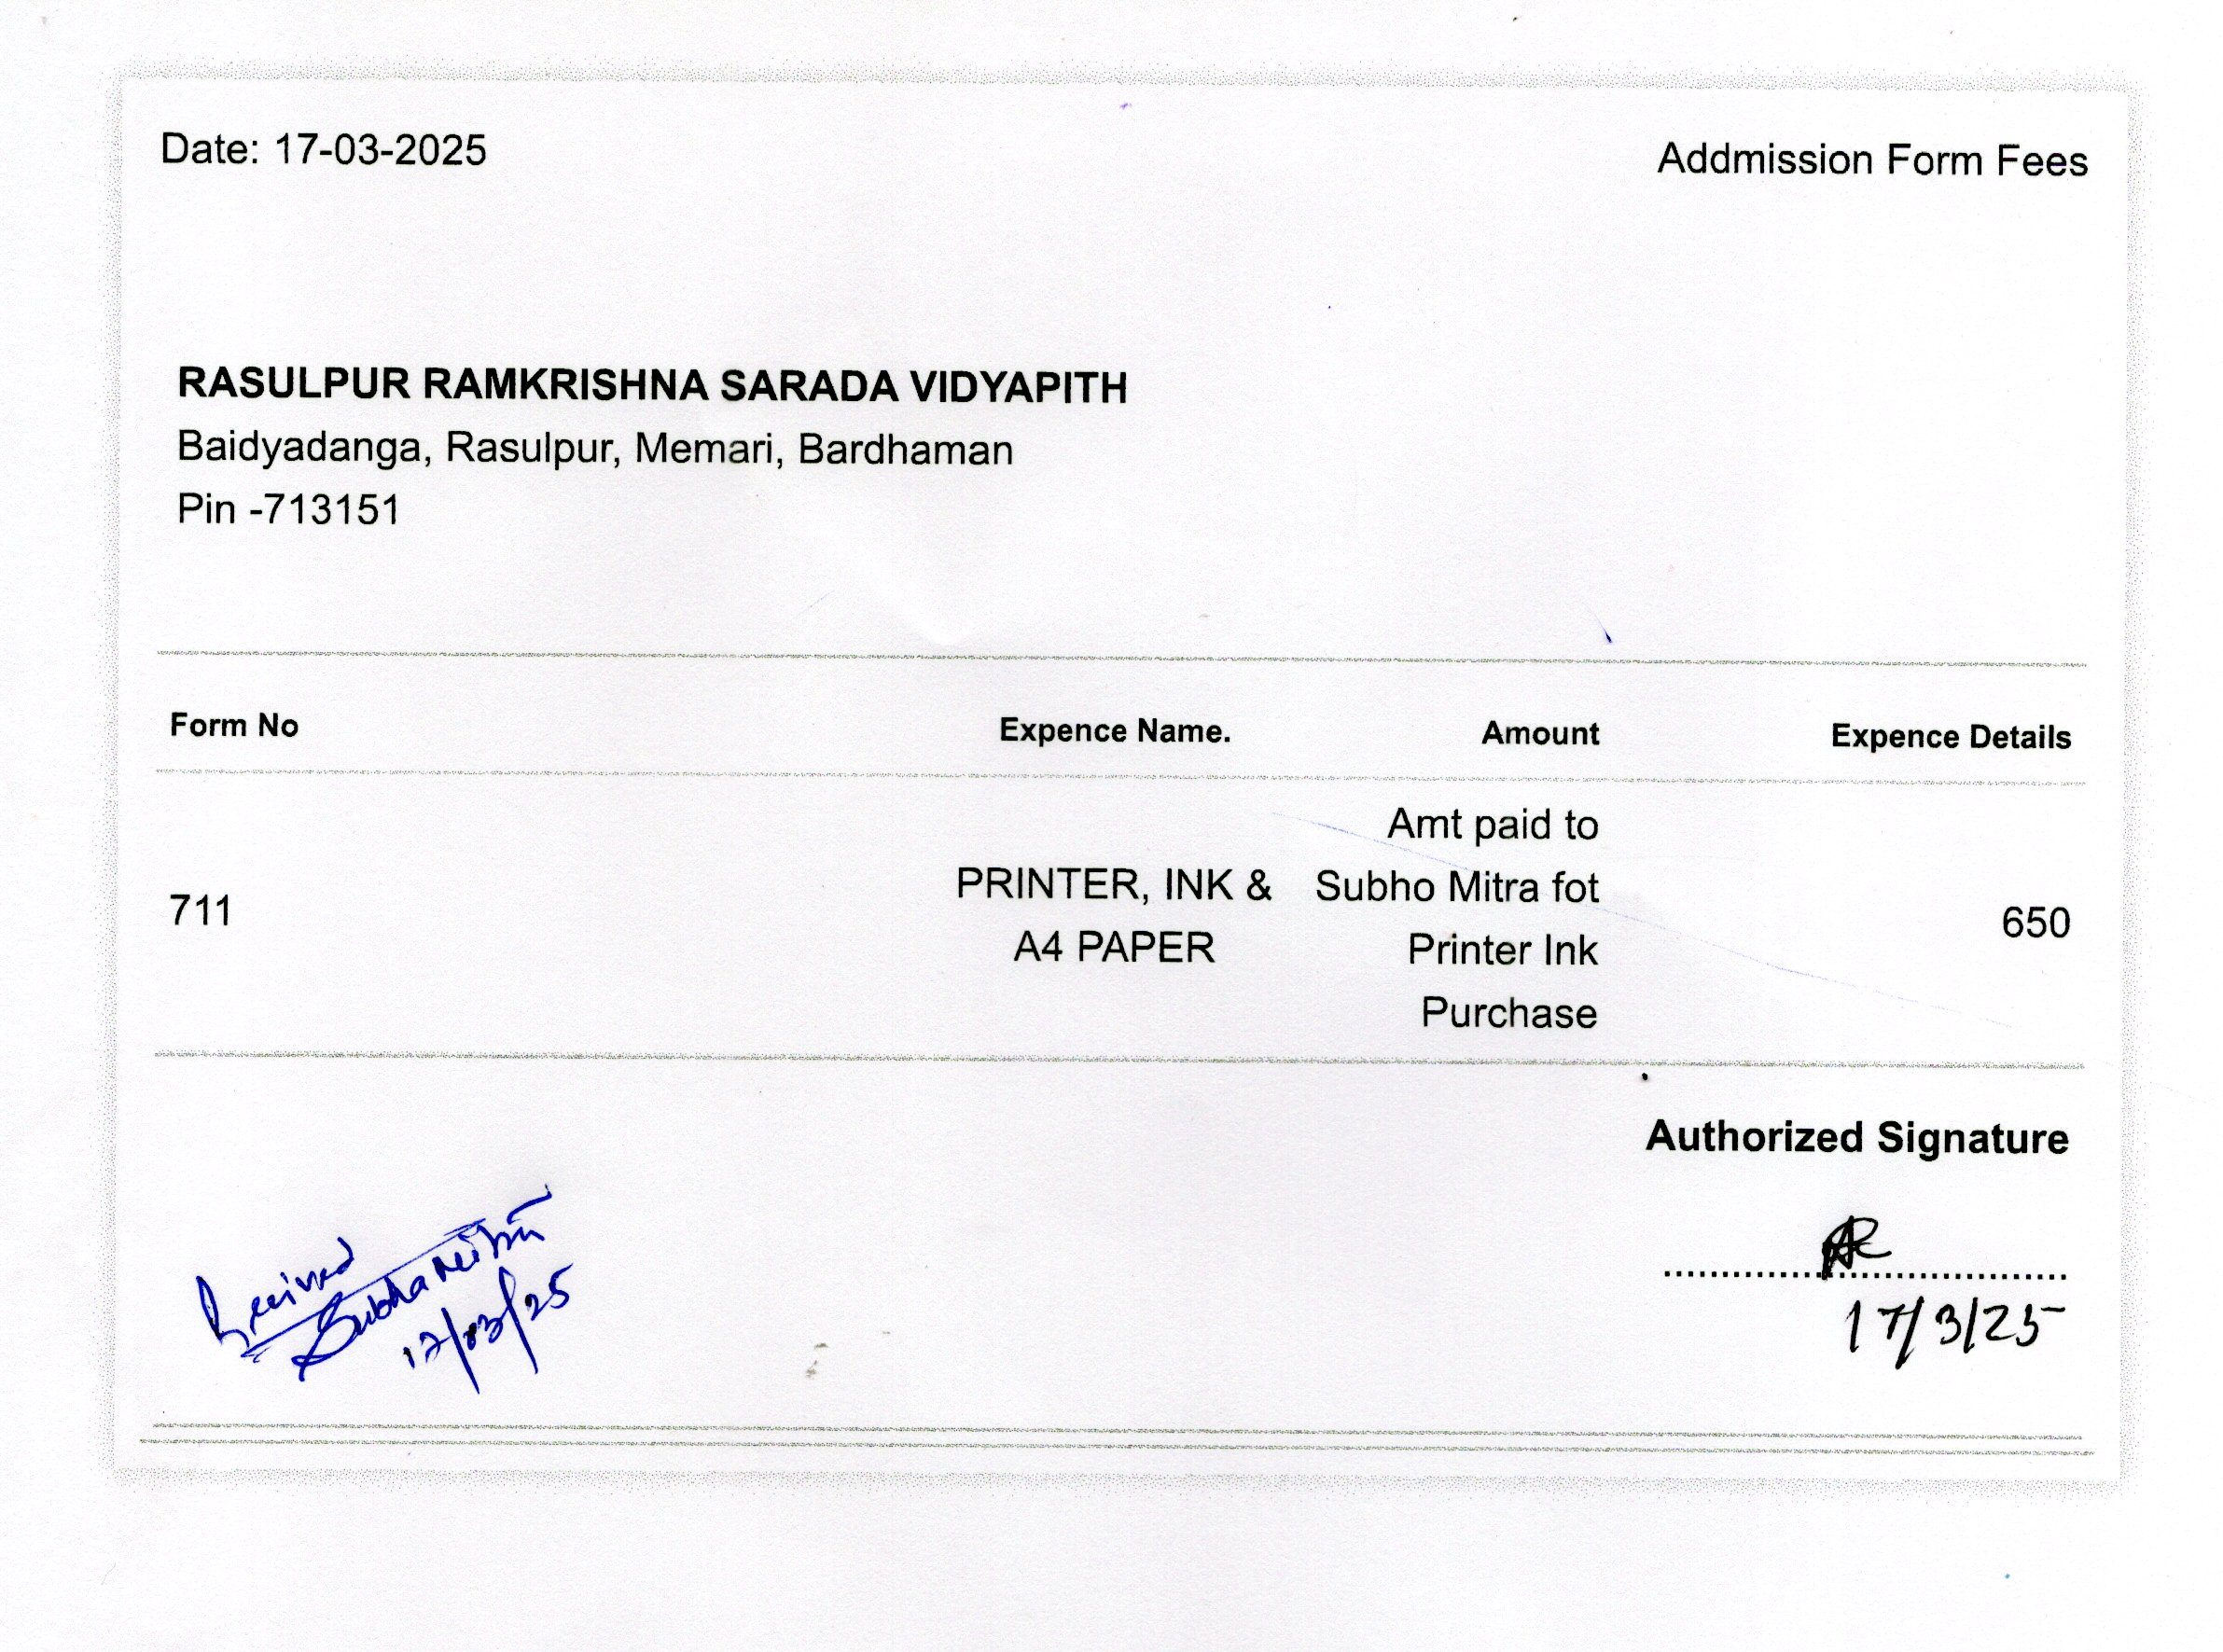 Date: 17-03-2025
Addmission Form Fees
RASULPUR RAMKRISHNA SARADA VIDYAPITH
Baidyadanga, Rasulpur, Memari, Bardhaman
Pin -713151
Form No Expence Name. Amount Expence Details
711 PRINTER, INK & A4 PAPER Amt paid to Subho Mitra fot Printer Ink Purchase 650
Authorized Signature
Received
Subha Mitra
17/03/25
17/3/25